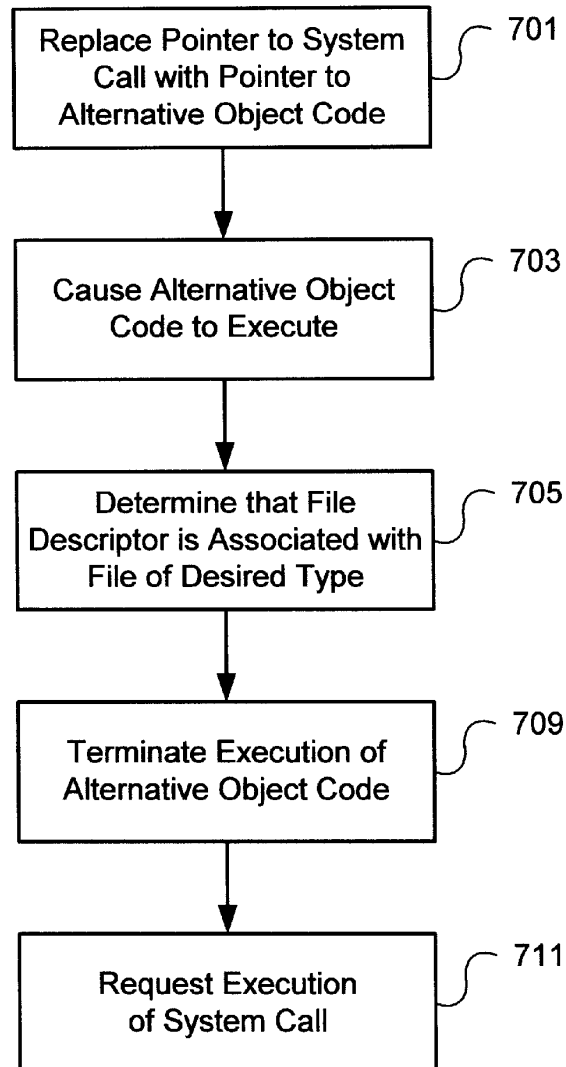 Replace Pointer to System
Call with Pointer to
Alternative Object Code
701
Cause Alternative Object
Code to Execute
703
Determine that File
Descriptor is Associated with
File of Desired Type
705
Terminate Execution of
Alternative Object Code
709
Request Execution
of System Call
711